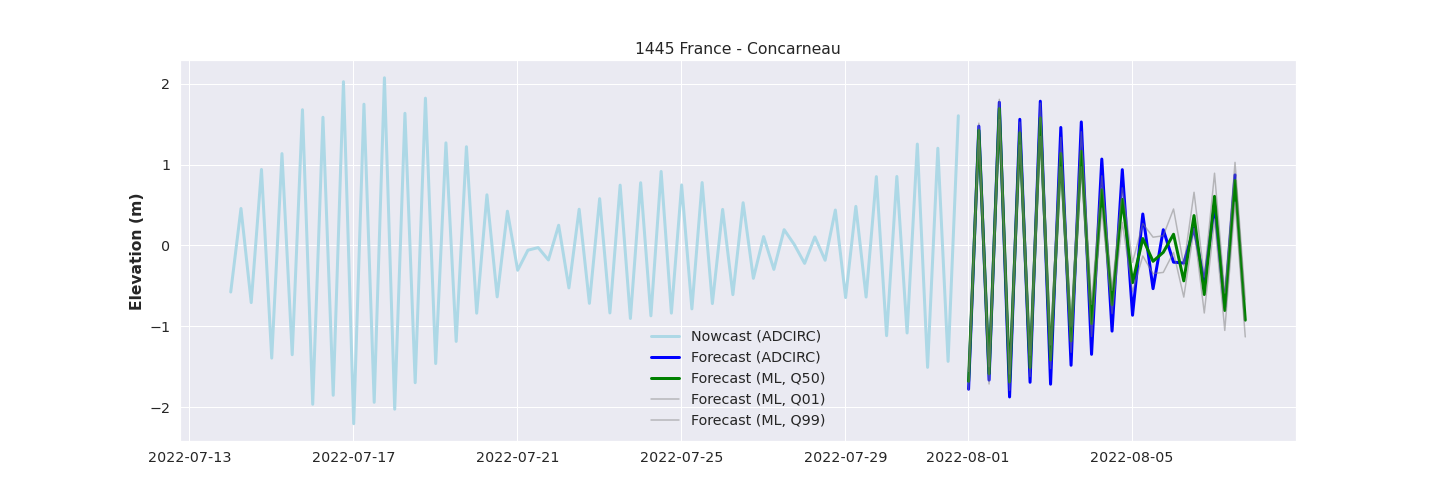 1445 France - Concarneau
Elevation (m)
2
1
0
−1
−2
Nowcast (ADCIRC)
Forecast (ADCIRC)
Forecast (ML, Q50)
Forecast (ML, Q01)
Forecast (ML, Q99)
2022-07-13 2022-07-17 2022-07-21 2022-07-25 2022-07-29 2022-08-01 2022-08-05